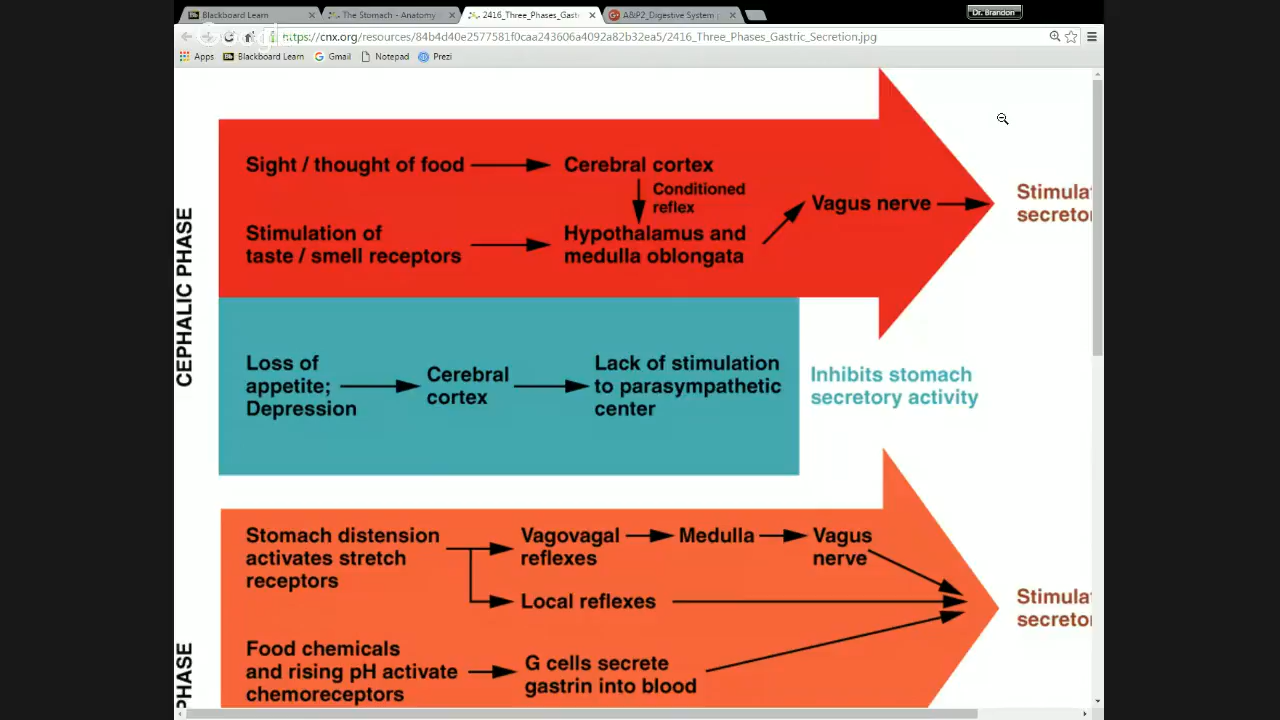 Blackboard Learn
The Stomach - Anatomy
2416_Three_Phases_Gast
A&P2_Digestive System
Dr. Brandon
https://cnx.org/resources/84b4d40e2577581f0caa243606a4092a82b32ea5/2416_Three_Phases_Gastric_Secretion.jpg
Apps Blackboard Learn Gmail Notepad Prezi
CEPHALIC PHASE
Sight / thought of food
Cerebral cortex
Conditioned
reflex
Stimulation of
taste / smell receptors
Hypothalamus and
medulla oblongata
Vagus nerve
Stimula
secreto
Loss of
appetite;
Depression
Cerebral
cortex
Lack of stimulation
to parasympathetic
center
Inhibits stomach
secretory activity
PHASE
Stomach distension
activates stretch
receptors
Vagovagal
reflexes
Medulla
Vagus
nerve
Local reflexes
Food chemicals
and rising pH activate
chemoreceptors
G cells secrete
gastrin into blood
Stimula
secreto